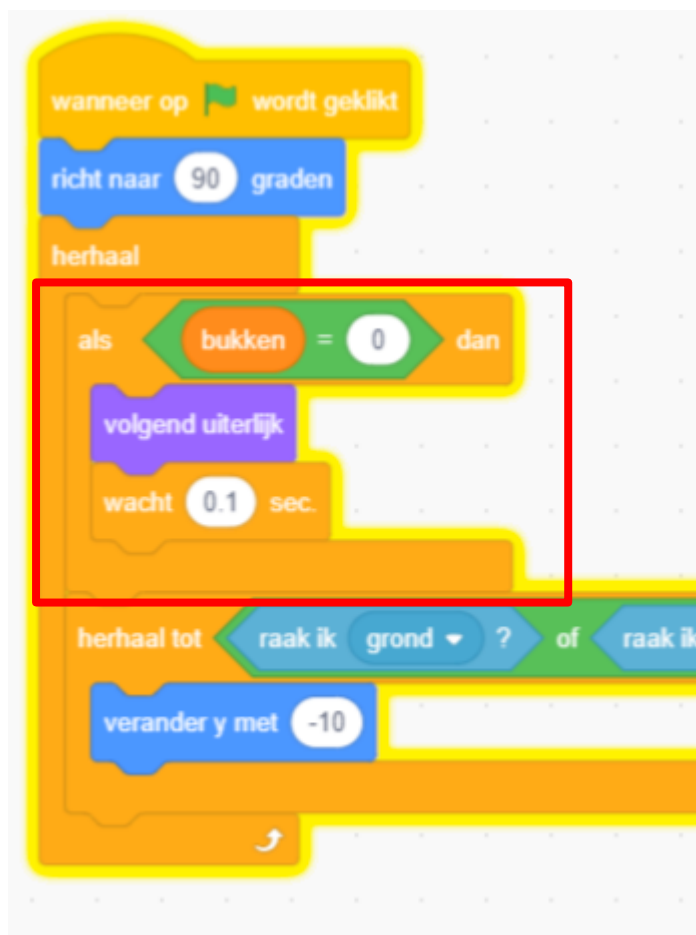 wanneer op wordt geklikt
richt naar 90 graden
herhaal
als bukken = 0 dan
volgend uiterlijk
wacht 0.1 sec.
herhaal tot raak ik grond ? of raak ik
verander y met -10